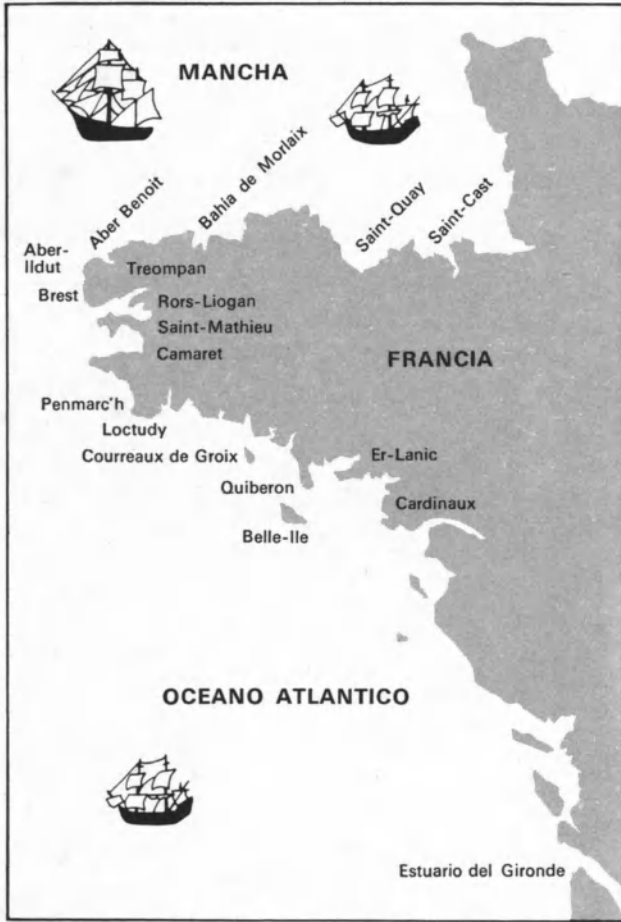 MANCHA
Aber Benoit
Bahia de Morlaix
Saint-Quay
Saint-Cast
Aber-
Ildut
Treompan
Brest
Rors-Liogan
Saint-Mathieu
Camaret
FRANCIA
Penmarc'h
Loctudy
Courreaux de Groix
Er-Lanic
Quiberon
Cardinaux
Belle-Ile
OCEANO ATLANTICO
Estuario del Gironde